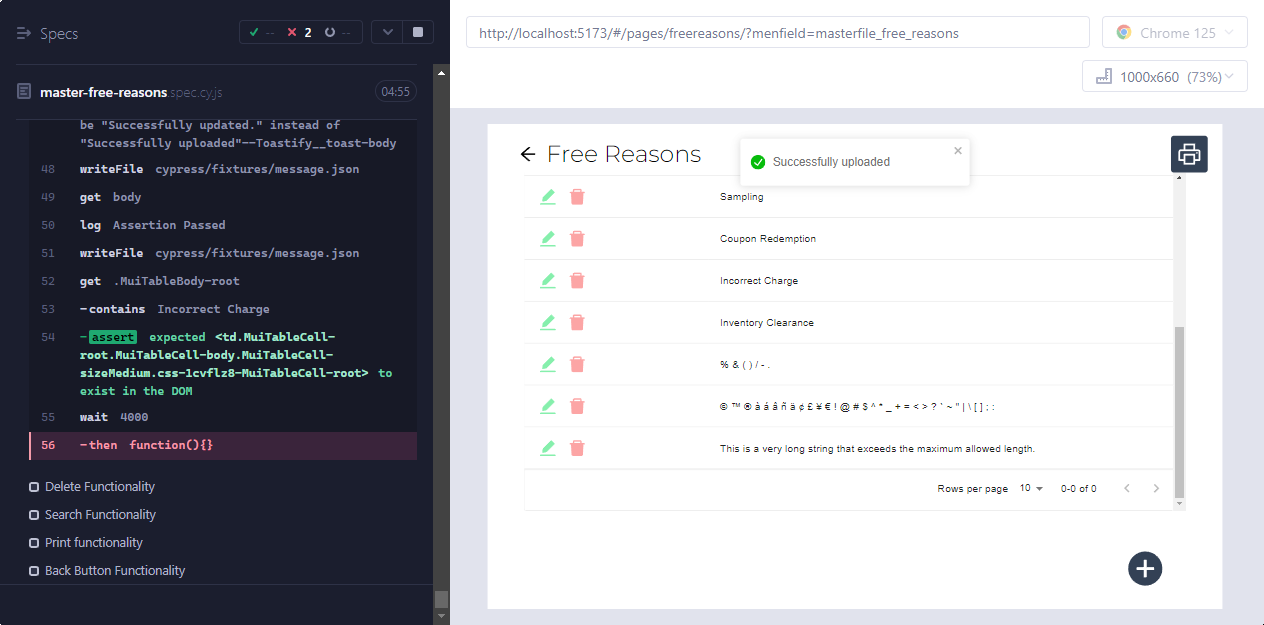 Specs
-- 2 --
master-free-reasons.spec.cy.js
04:55
be "Successfully updated." instead of
"Successfully uploaded"--Toastify__toast-body
48 writeFile cypress/fixtures/message.json
49 get body
50 log Assertion Passed
51 writeFile cypress/fixtures/message.json
52 get .MuiTableBody-root
53 -contains Incorrect Charge
54 -assert expected <td.MuiTableCell-
root.MuiTableCell-body.MuiTableCell-
sizeMedium.css-1cvflz8-MuiTableCell-root> to
exist in the DOM
55 wait 4000
56 -then function(){}
Delete Functionality
Search Functionality
Print functionality
Back Button Functionality
http://localhost:5173/#/pages/freereasons/?menfield=masterfile_free_reasons
Chrome 125
1000x660 (73%)
Free Reasons
Successfully uploaded
Sampling
Coupon Redemption
Incorrect Charge
Inventory Clearance
% & ( ) / - .
© ™ ® à á â ñ ä ¢ £ ¥ € ! @ # $ ^ * _ + = < > ? ` ~ " | \ [ ] ; :
This is a very long string that exceeds the maximum allowed length.
Rows per page 10 0-0 of 0